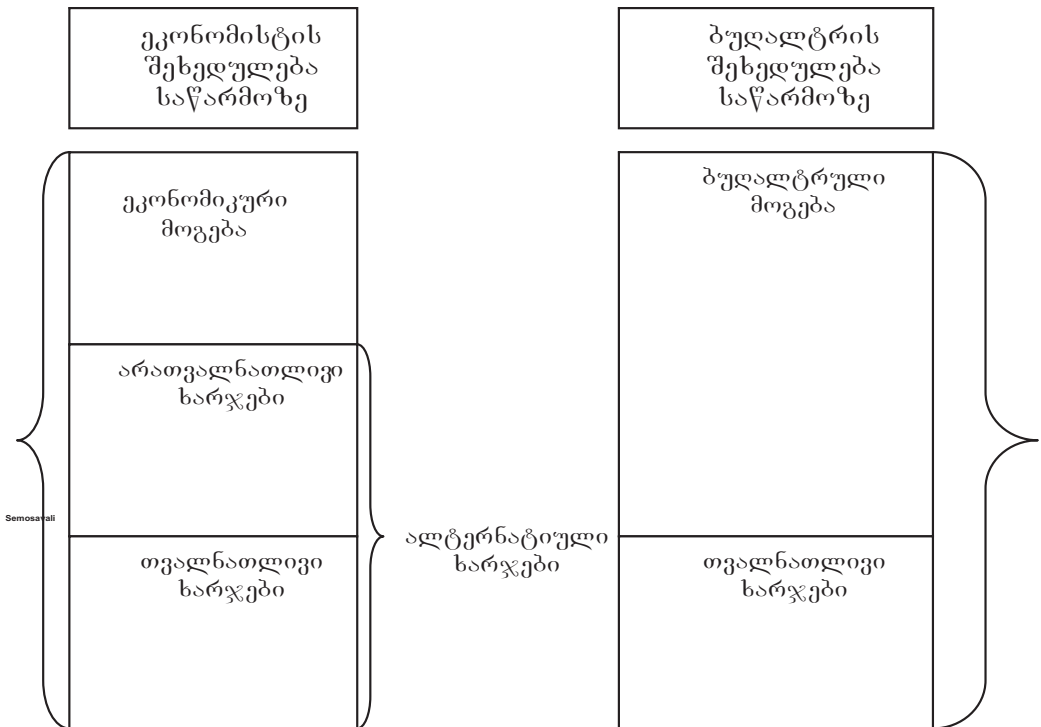 ეკონომისტის
შეხედულება
საწარმოზე
ბუღალტრის
შეხედულება
საწარმოზე
ეკონომიკური
მოგება
ბუღალტრული
მოგება
არათვალნათლივი
ხარჯები
Semosavali
ალტერნატიული
ხარჯები
თვალნათლივი
ხარჯები
თვალნათლივი
ხარჯები